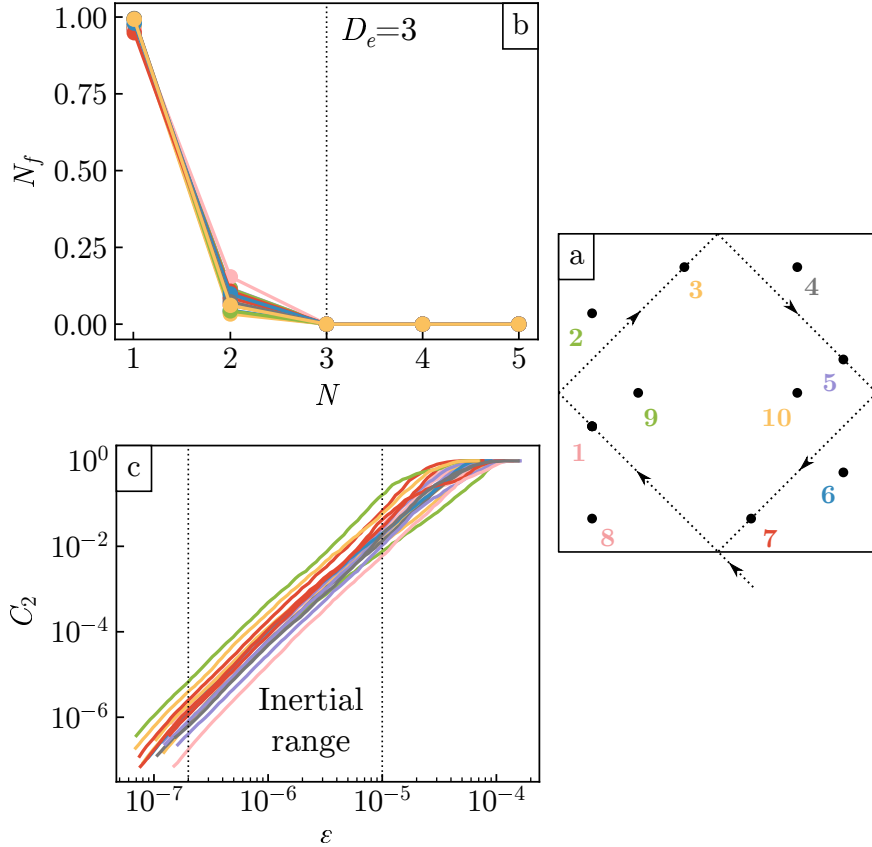 1.00
0.75
0.50
0.25
0.00
N_f
D_e=3
b
1 2 3 4 5
N
a
3
4
2
5
9
10
1
6
8
7
c
10^0
10^{-2}
10^{-4}
10^{-6}
C_2
Inertial
range
10^{-7} 10^{-6} 10^{-5} 10^{-4}
ε